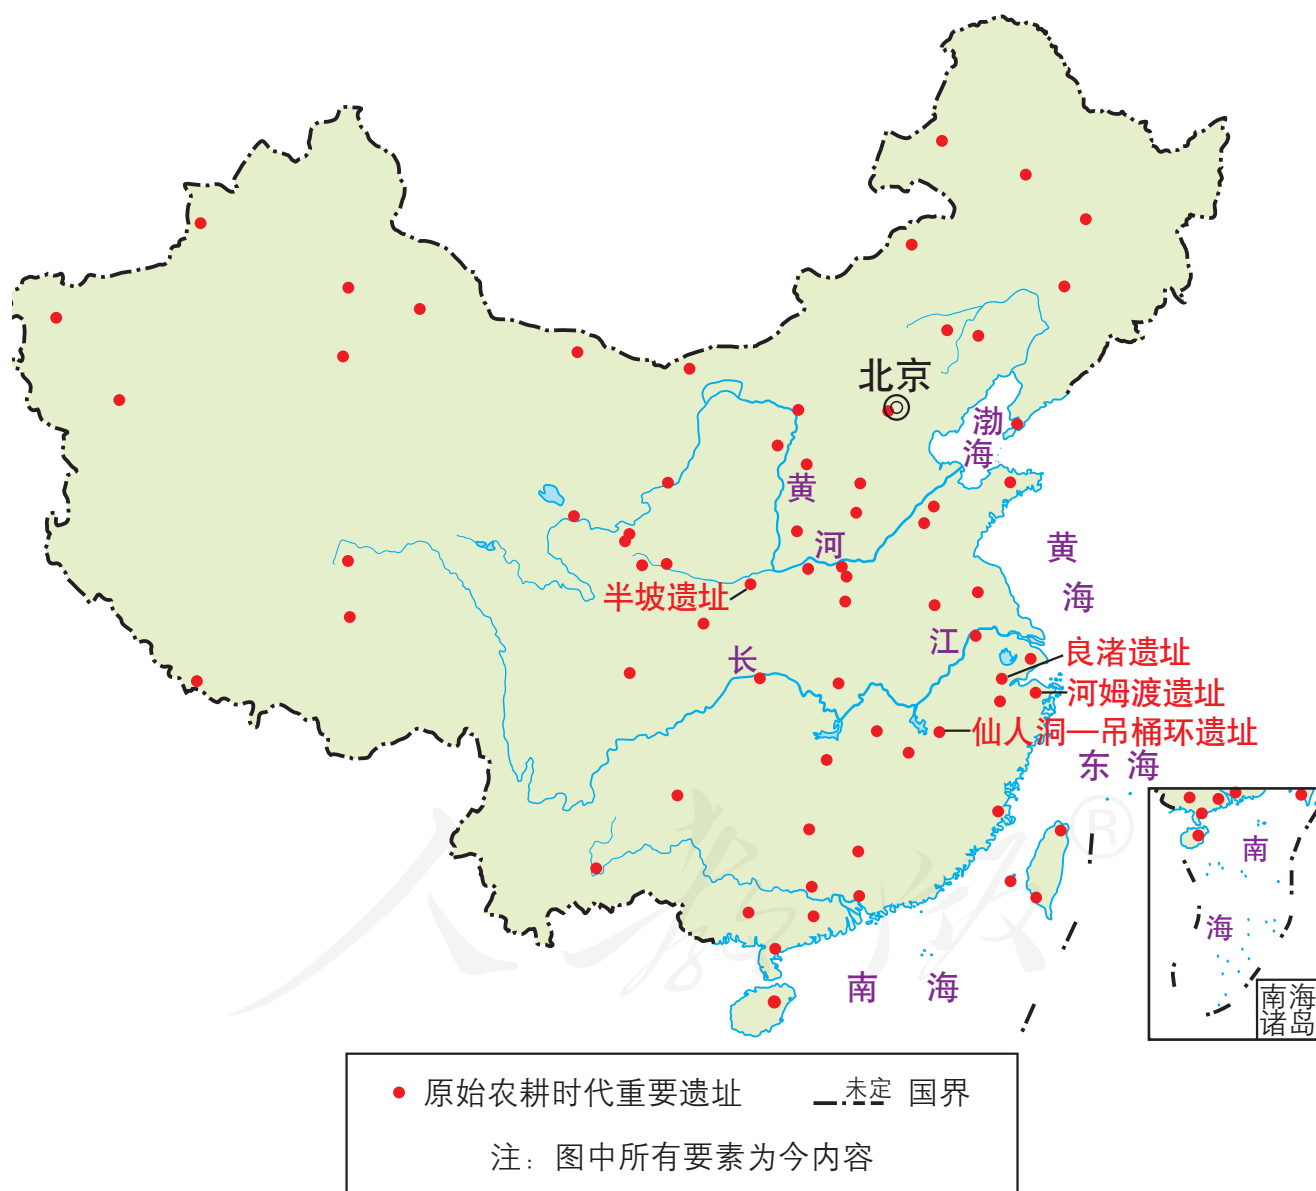 北京
渤
海
黄
河
黄
海
半坡遗址
长
江
良渚遗址
河姆渡遗址
仙人洞—吊桶环遗址
东 海
人教版®
南 海
南
海
南海
诸岛
原始农耕时代重要遗址
未定 国界
注：图中所有要素为今内容